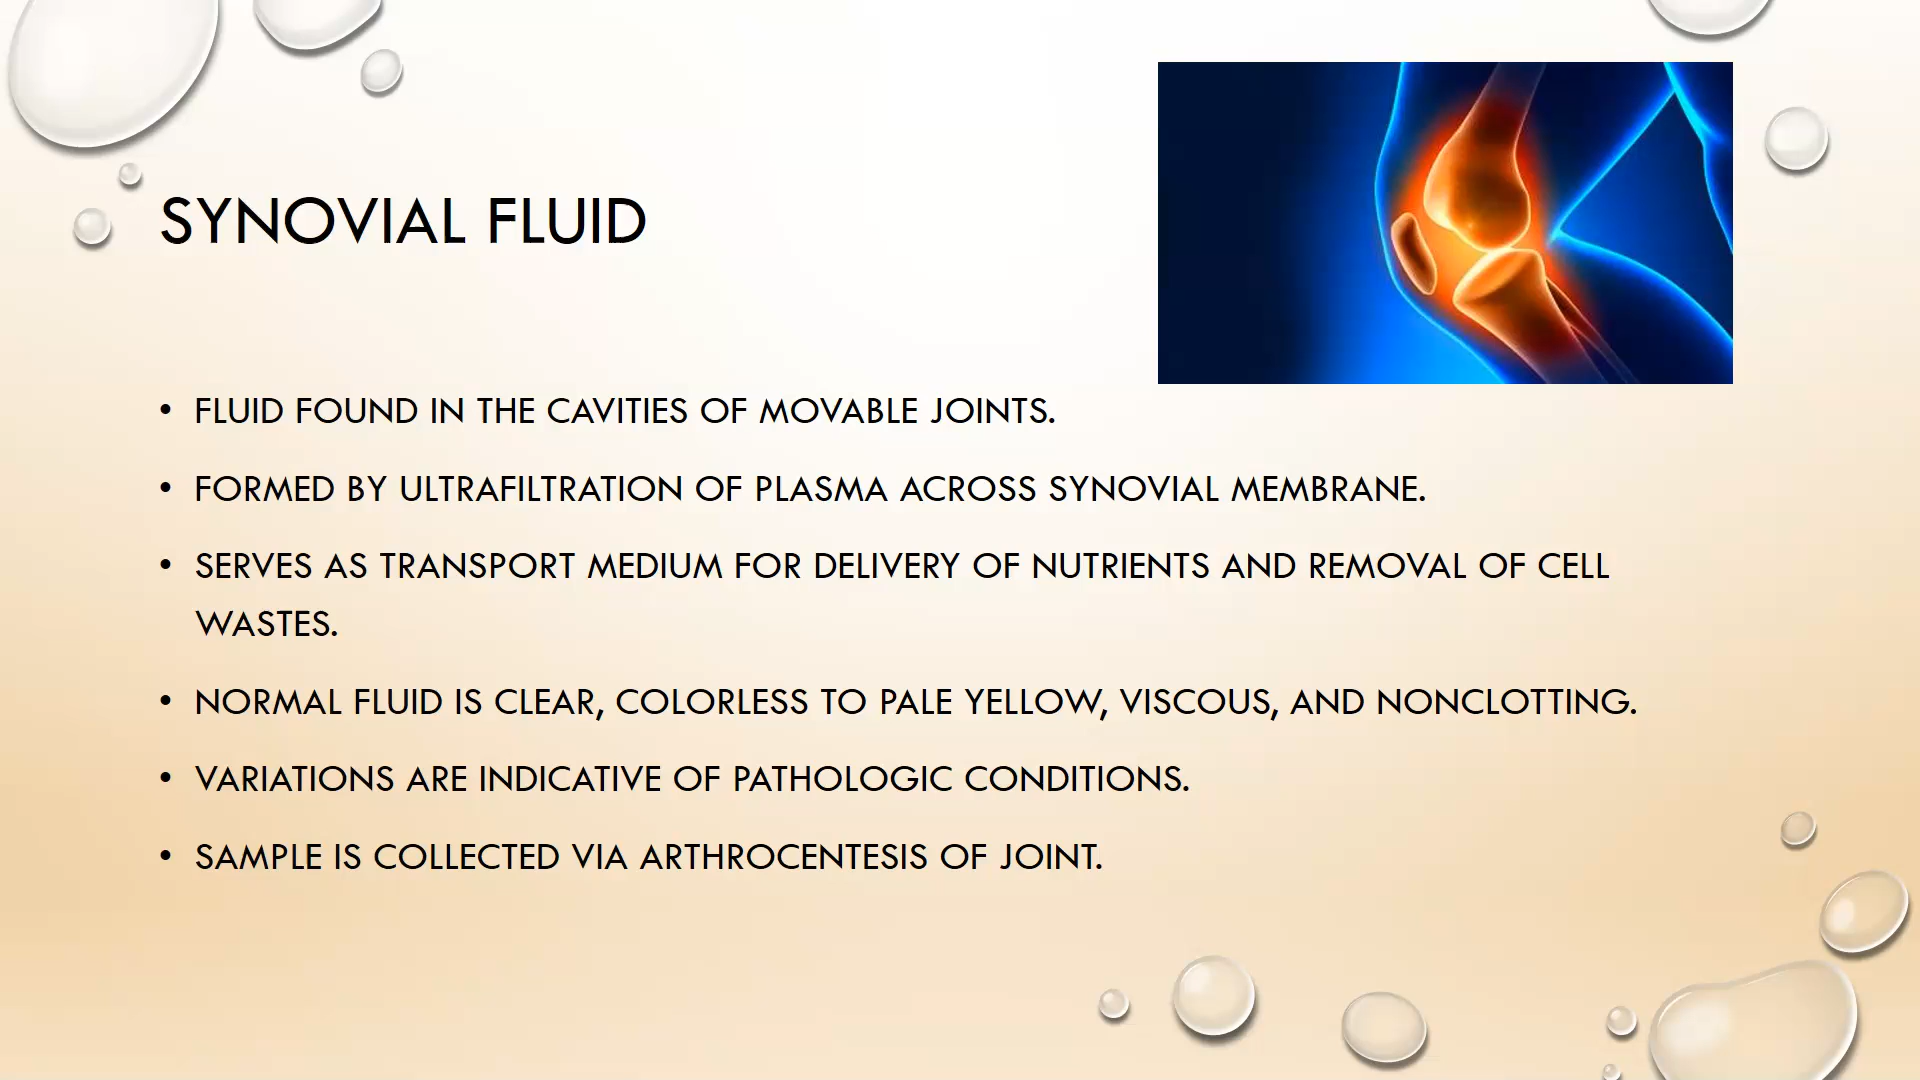 SYNOVIAL FLUID
• FLUID FOUND IN THE CAVITIES OF MOVABLE JOINTS.
• FORMED BY ULTRAFILTRATION OF PLASMA ACROSS SYNOVIAL MEMBRANE.
• SERVES AS TRANSPORT MEDIUM FOR DELIVERY OF NUTRIENTS AND REMOVAL OF CELL
WASTES.
• NORMAL FLUID IS CLEAR, COLORLESS TO PALE YELLOW, VISCOUS, AND NONCLOTTING.
• VARIATIONS ARE INDICATIVE OF PATHOLOGIC CONDITIONS.
• SAMPLE IS COLLECTED VIA ARTHROCENTESIS OF JOINT.